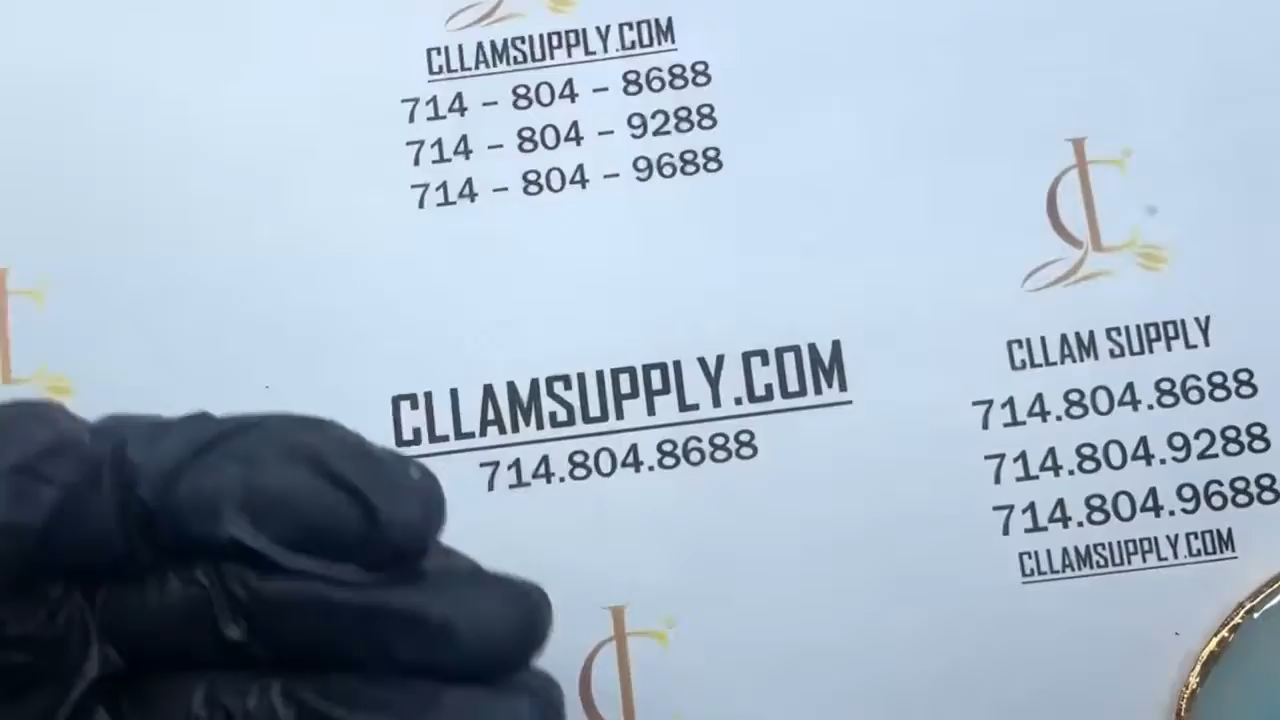 CLLAMSUPPLY.COM
714 – 804 – 8688
714 – 804 – 9288
714 – 804 – 9688
CLLAMSUPPLY.COM
714.804.8688
CLLAM SUPPLY
714.804.8688
714.804.9288
714.804.9688
CLLAMSUPPLY.COM